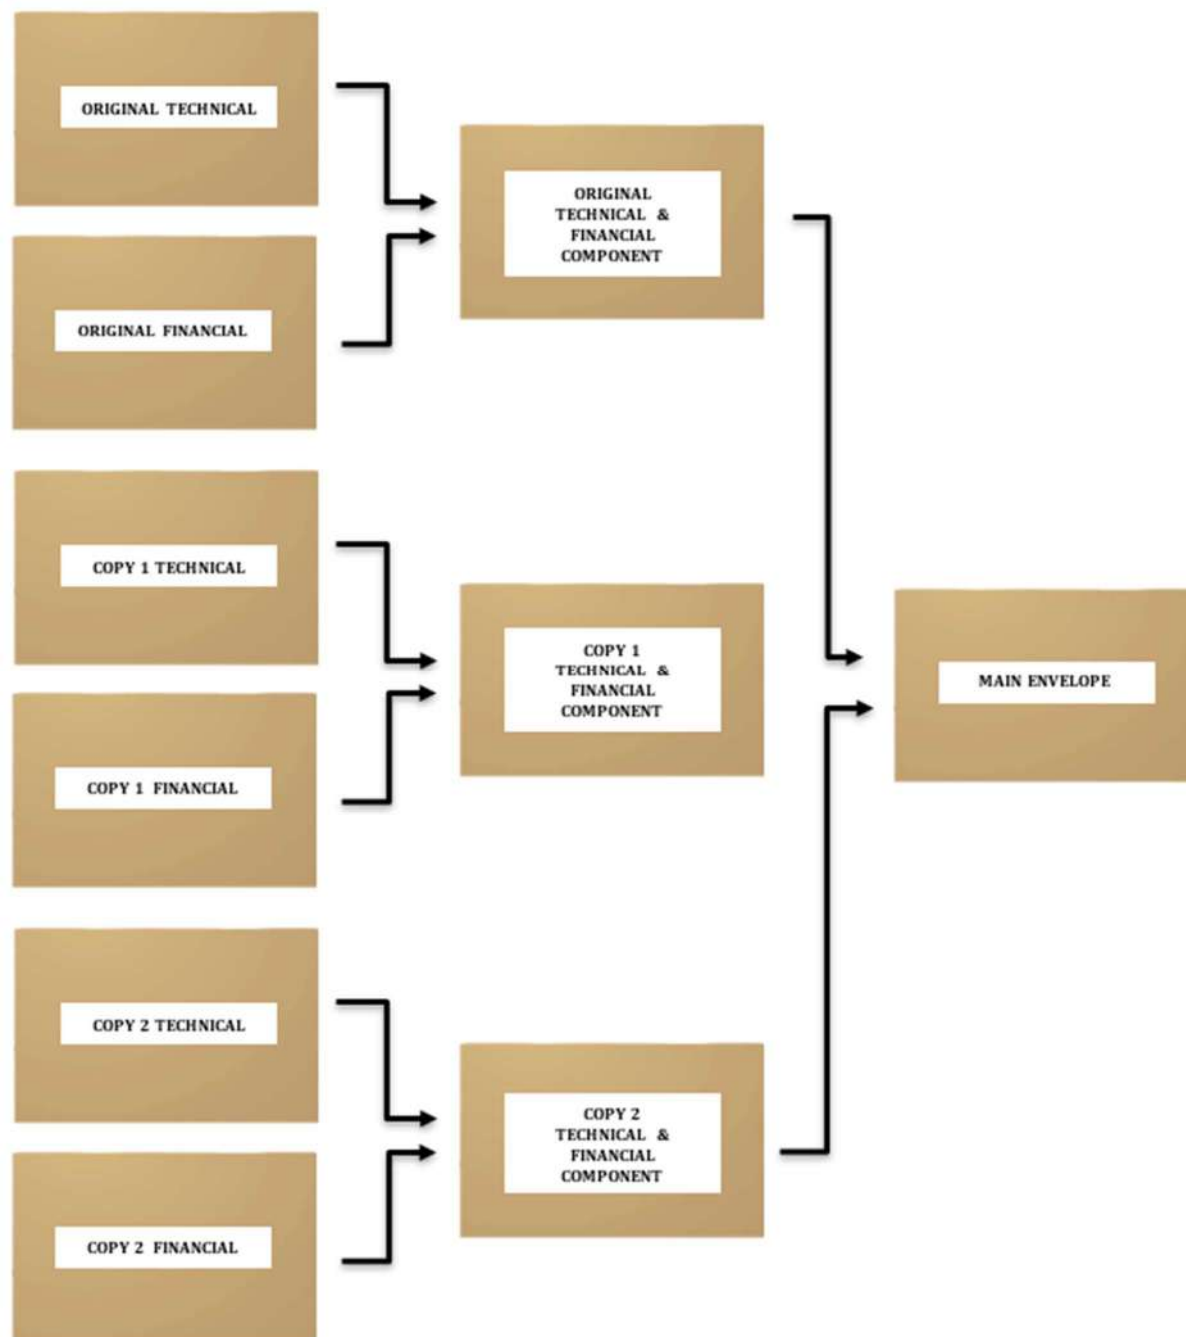 ORIGINAL TECHNICAL
ORIGINAL FINANCIAL
ORIGINAL
TECHNICAL &
FINANCIAL
COMPONENT
COPY 1 TECHNICAL
COPY 1 FINANCIAL
COPY 1
TECHNICAL &
FINANCIAL
COMPONENT
COPY 2 TECHNICAL
COPY 2 FINANCIAL
COPY 2
TECHNICAL &
FINANCIAL
COMPONENT
MAIN ENVELOPE